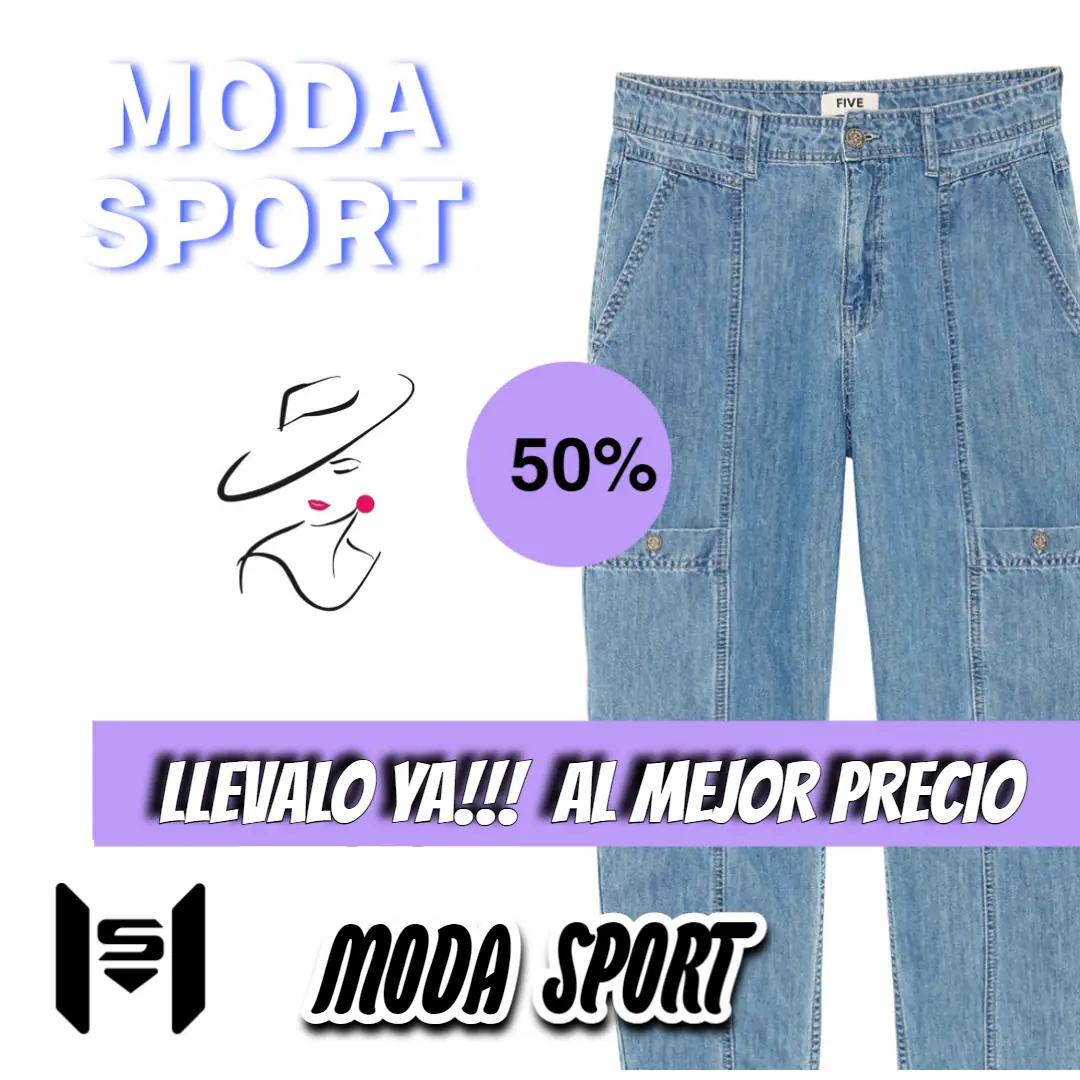 MODA
SPORT
FIVE
50%
LLEVALO YA!!! AL MEJOR PRECIO
S
MODA SPORT